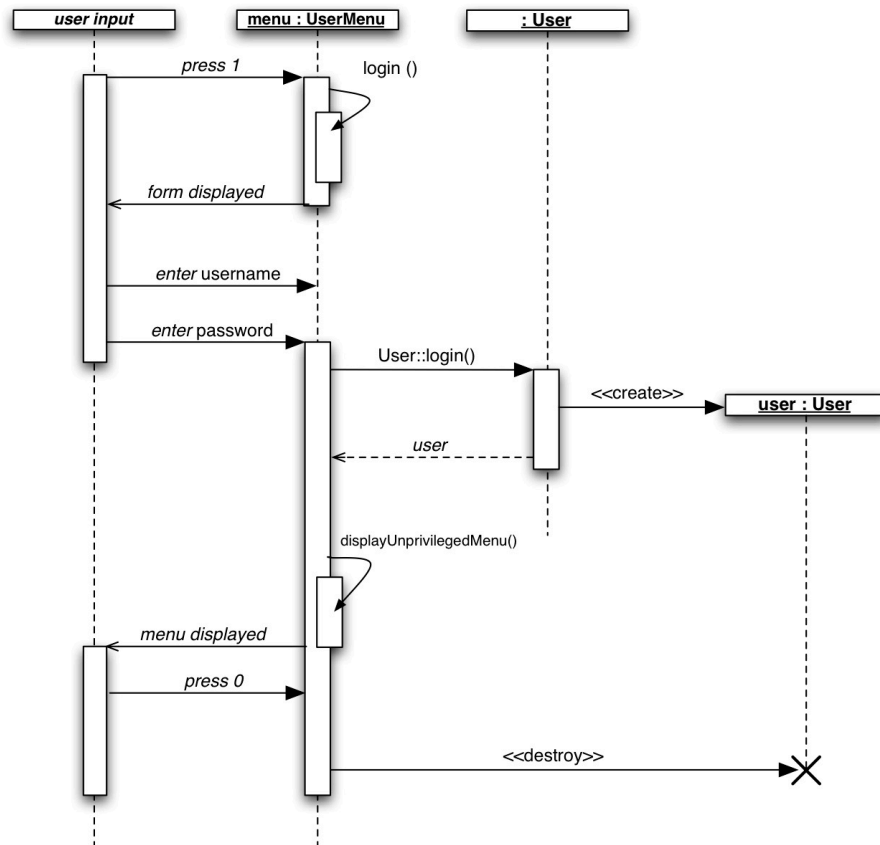 user input
menu : UserMenu
: User
press 1
login ()
form displayed
enter username
enter password
User::login()
<<create>>
user : User
user
displayUnprivilegedMenu()
menu displayed
press 0
<<destroy>>